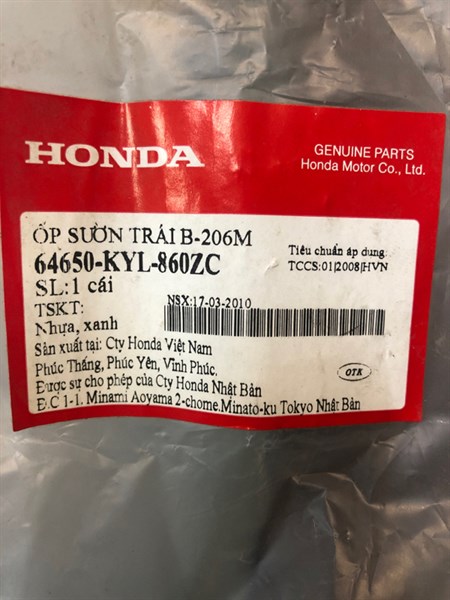 HONDA
GENUINE PARTS
Honda Motor Co., Ltd.
ỐP SƯỜN TRÁI B-206M
64650-KYL-860ZC
Tiêu chuẩn áp dụng:
TCCS:01|2008|HVN
SL:1 cái
TSKT:
NSX:17-03-2010
Nhựa, xanh
Sản xuất tại: Cty Honda Việt Nam
Phúc Thắng, Phúc Yên, Vĩnh Phúc.
Được sự cho phép của Cty Honda Nhật Bản
Đ.C 1-1. Minami Aoyama 2-chome.Minato-ku Tokyo Nhật Bản
OTK